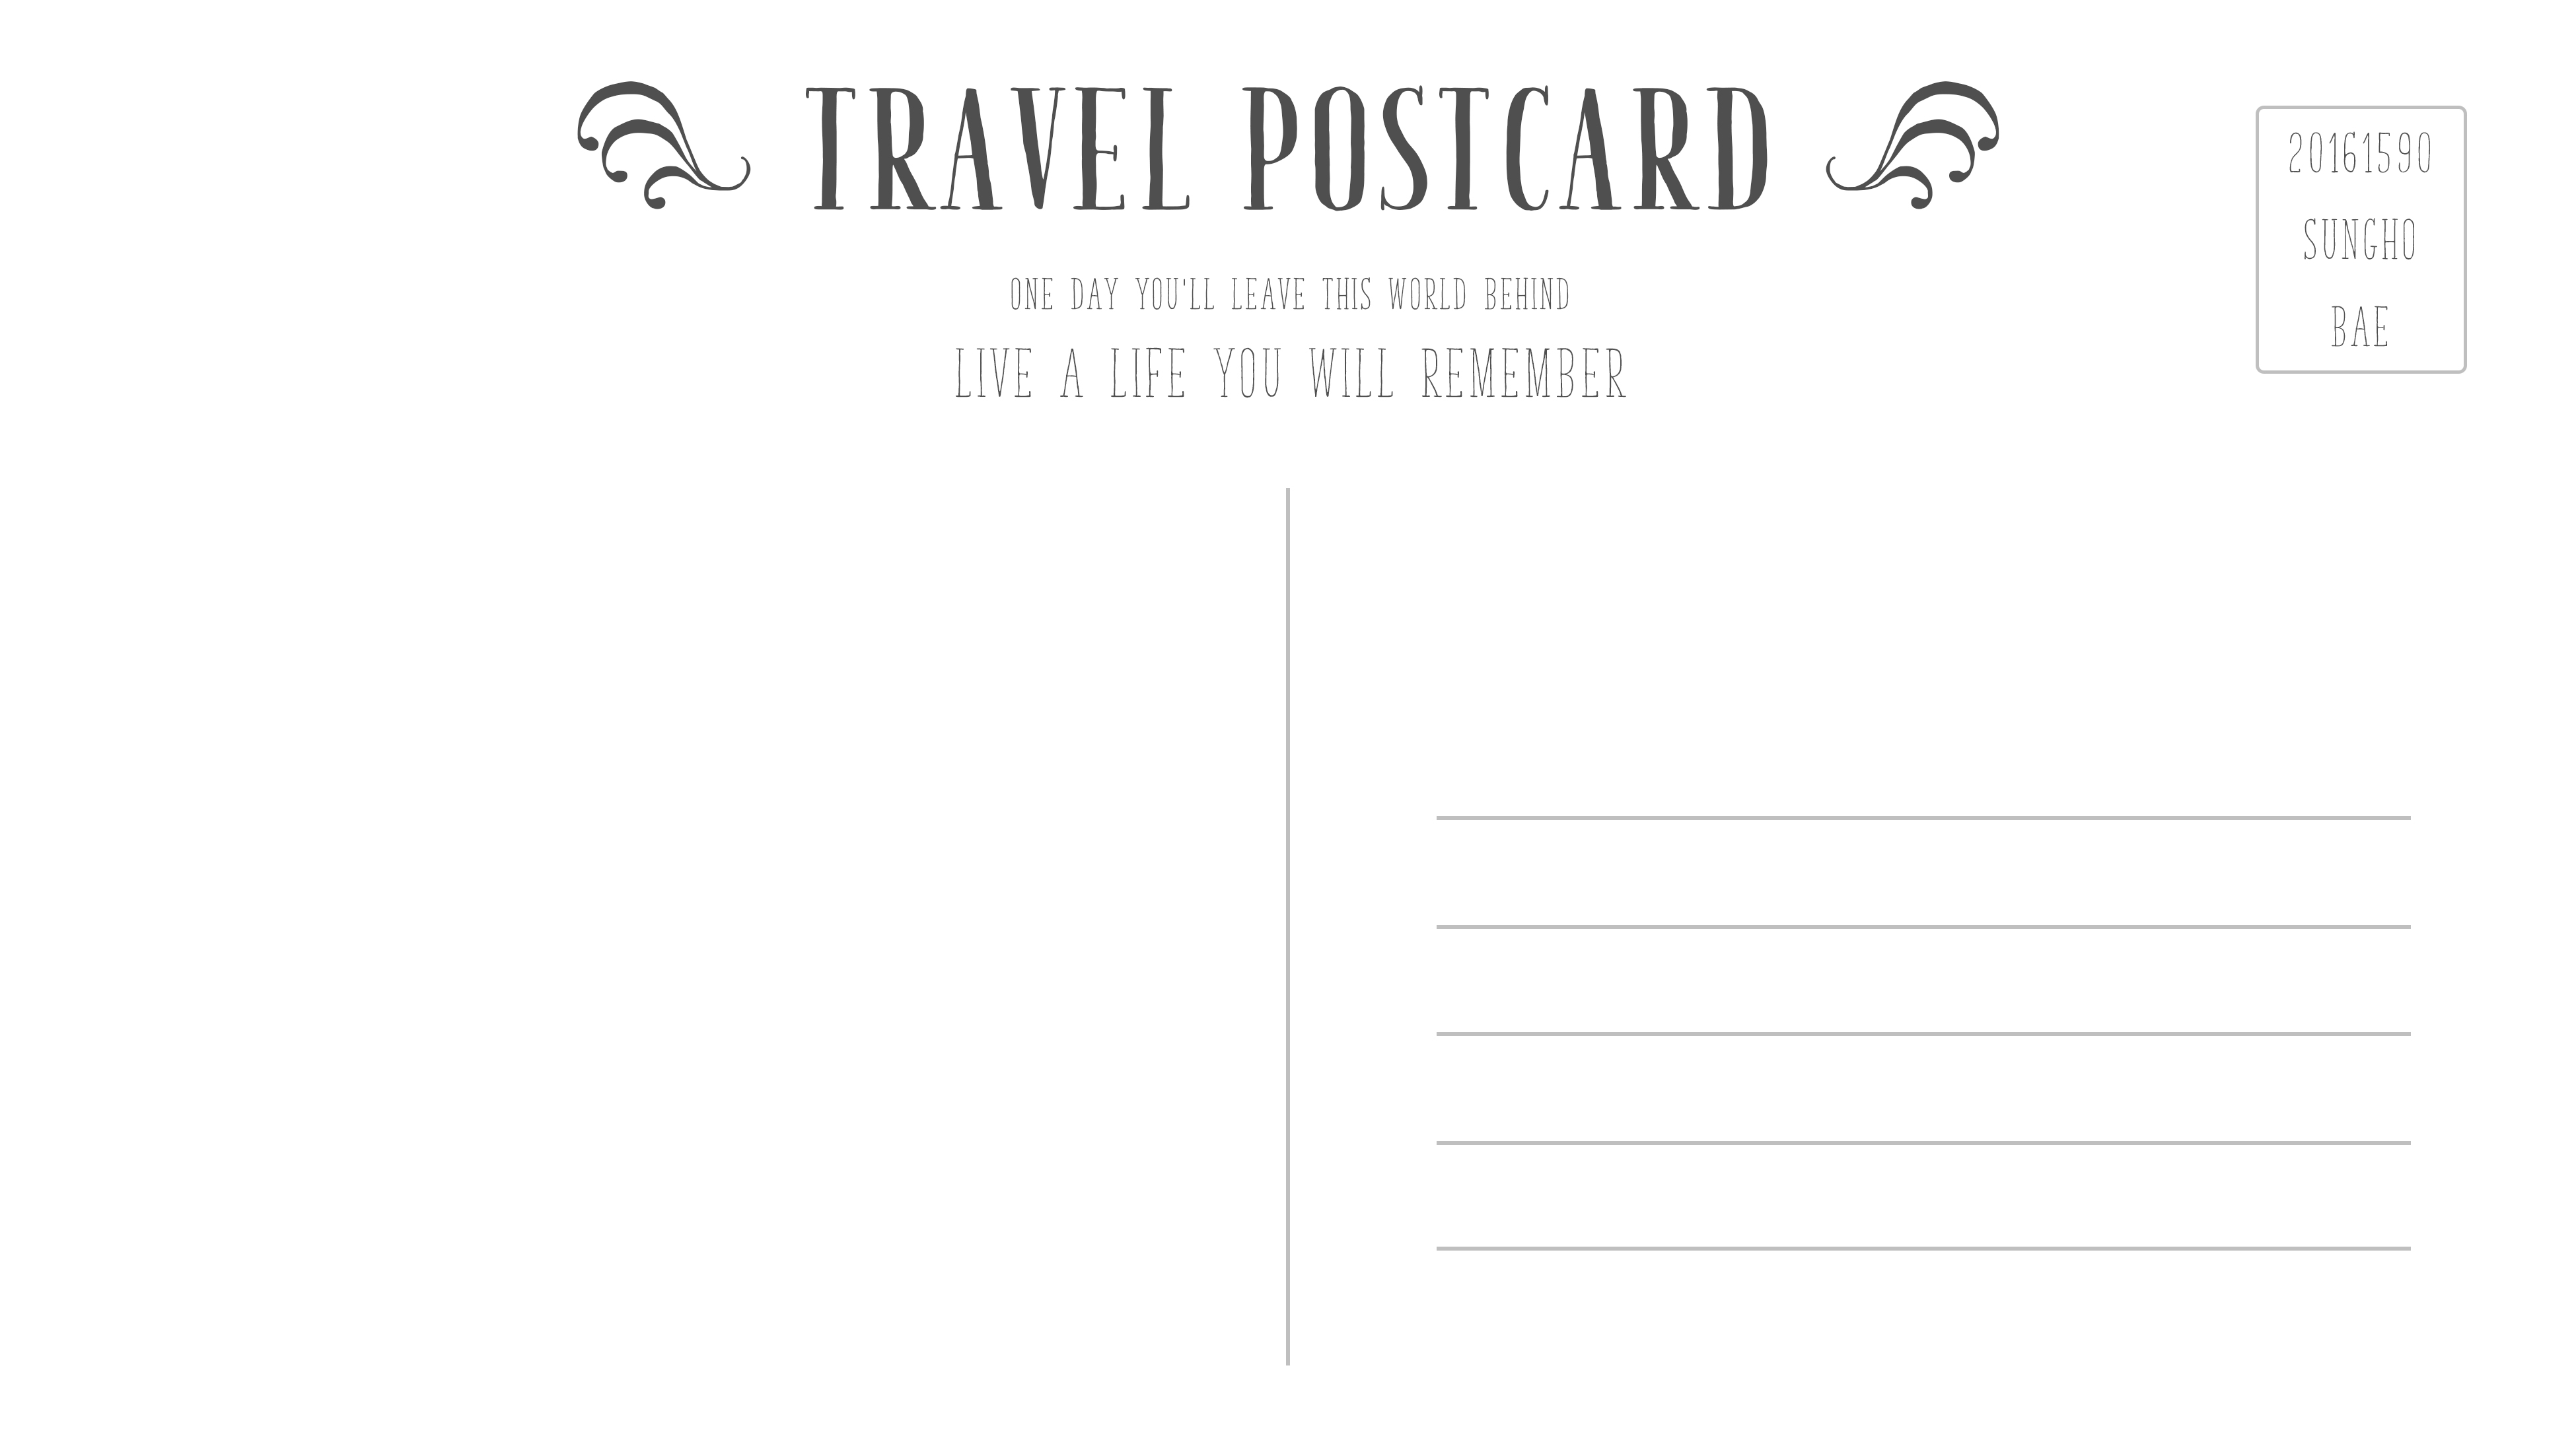 TRAVEL POSTCARD
ONE DAY YOU'LL LEAVE THIS WORLD BEHIND
LIVE A LIFE YOU WILL REMEMBER
20161590
SUNGHO
BAE